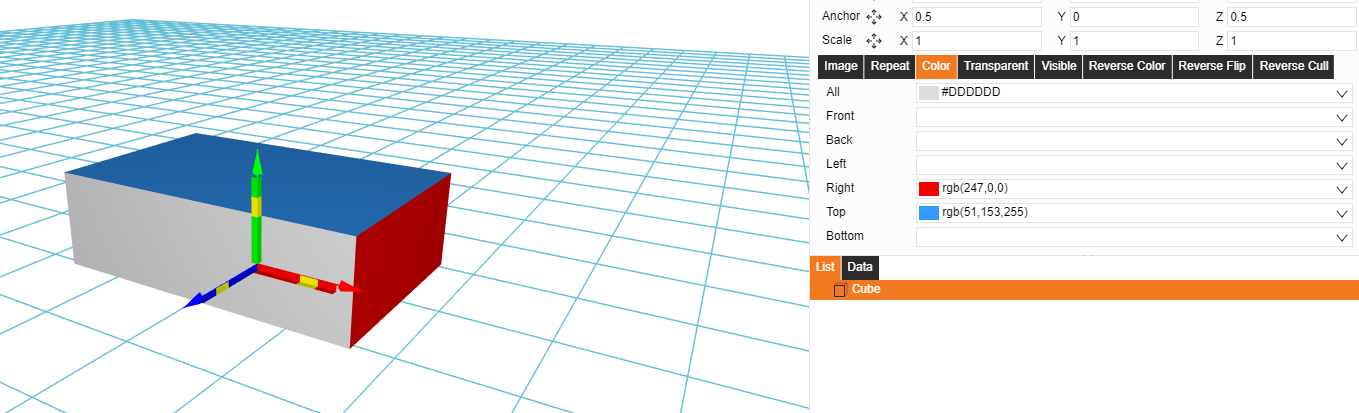 Anchor X 0.5 Y 0 Z 0.5
Scale X 1 Y 1 Z 1
Image Repeat Color Transparent Visible Reverse Color Reverse Flip Reverse Cull
All #DDDDDD
Front
Back
Left
Right rgb(247,0,0)
Top rgb(51,153,255)
Bottom
List Data
Cube